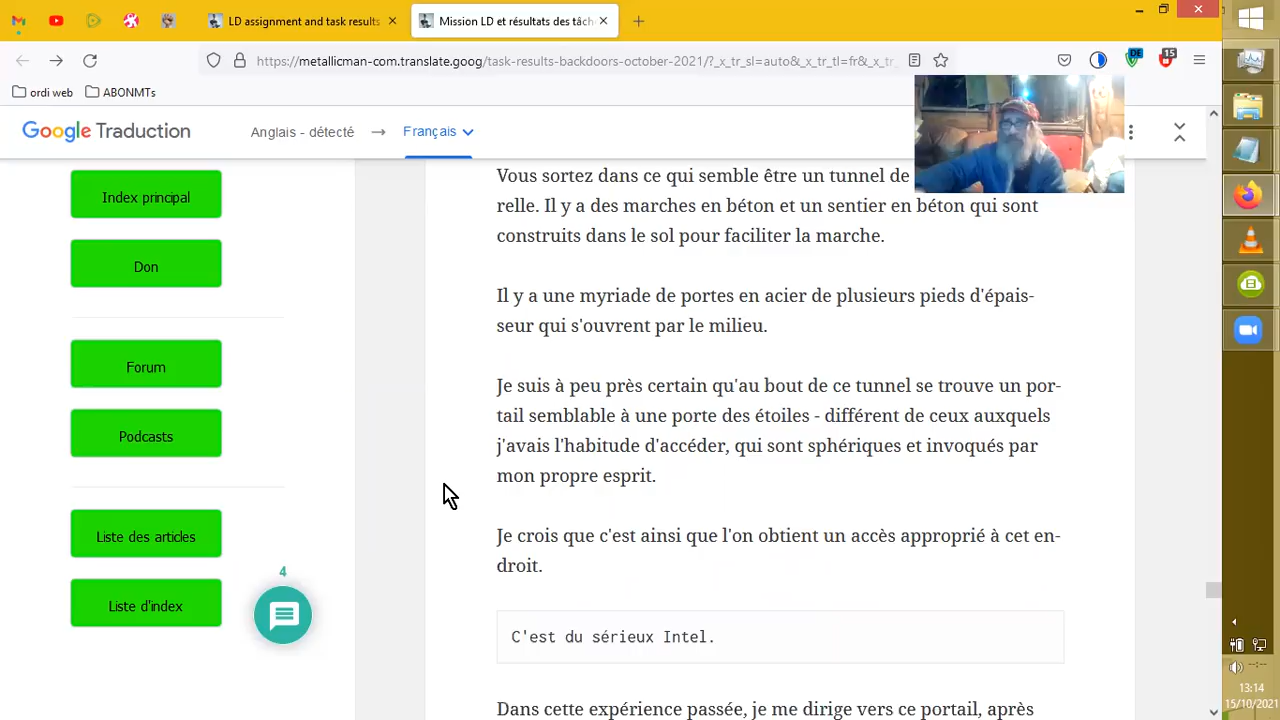 LD assignment and task results
Mission LD et résultats des tâch
https://metallicman-com.translate.goog/task-re
ckdoors-october-2021/?_x_tr_sl=auto&_x_tr_tl=fr&_x_
DE
15
ordi web
ABONMTs
Google Traduction
Anglais - détecté
Français
Index principal
Don
Forum
Podcasts
Liste des articles
4
Liste d'index
Vous sortez dans ce qui semble être un tunnel de
relle. Il y a des marches en béton et un sentier en béton qui sont
construits dans le sol pour faciliter la marche.
Il y a une myriade de portes en acier de plusieurs pieds d'épais-
seur qui s'ouvrent par le milieu.
Je suis à peu près certain qu'au bout de ce tunnel se trouve un por-
tail semblable à une porte des étoiles - différent de ceux auxquels
j'avais l'habitude d'accéder, qui sont sphériques et invoqués par
mon propre esprit.
Je crois que c'est ainsi que l'on obtient un accès approprié à cet en-
droit.
C'est du sérieux Intel.
Dans cette expérience passée, je me dirige vers ce portail, après
13:14
15/10/2021